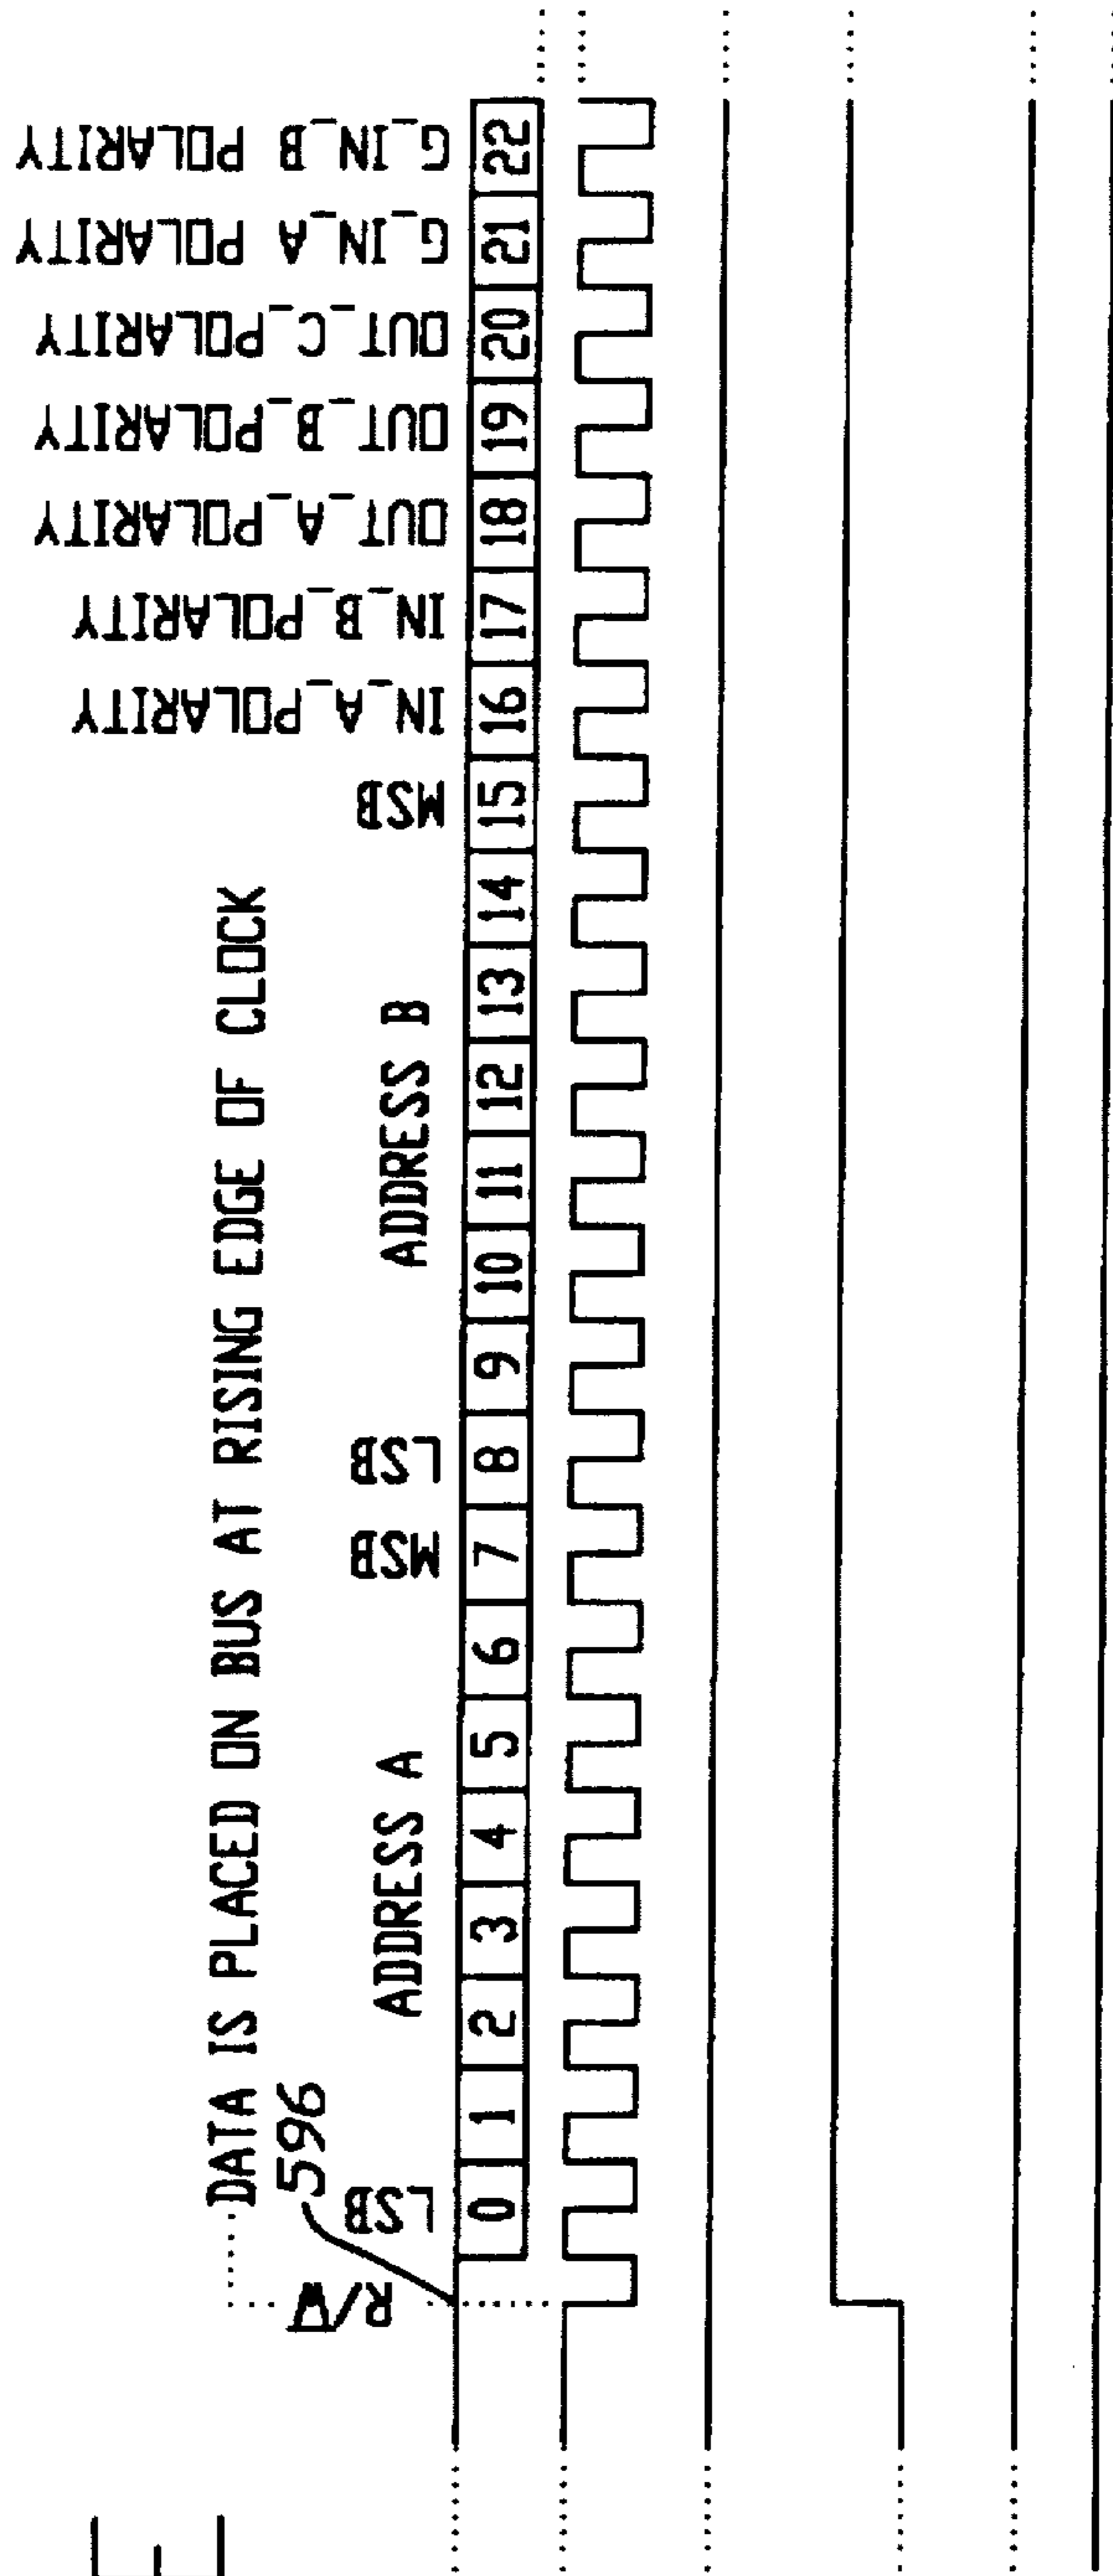 DATA IS PLACED ON BUS AT RISING EDGE OF CLOCK
596
R/W
LSB
ADDRESS A
MSB
LSB
ADDRESS B
MSB
IN_A_POLARITY
IN_B_POLARITY
OUT_A_POLARITY
OUT_B_POLARITY
OUT_C_POLARITY
G_IN_A POLARITY
G_IN_B POLARITY
0 1 2 3 4 5 6 7 8 9 10 11 12 13 14 15 16 17 18 19 20 21 22